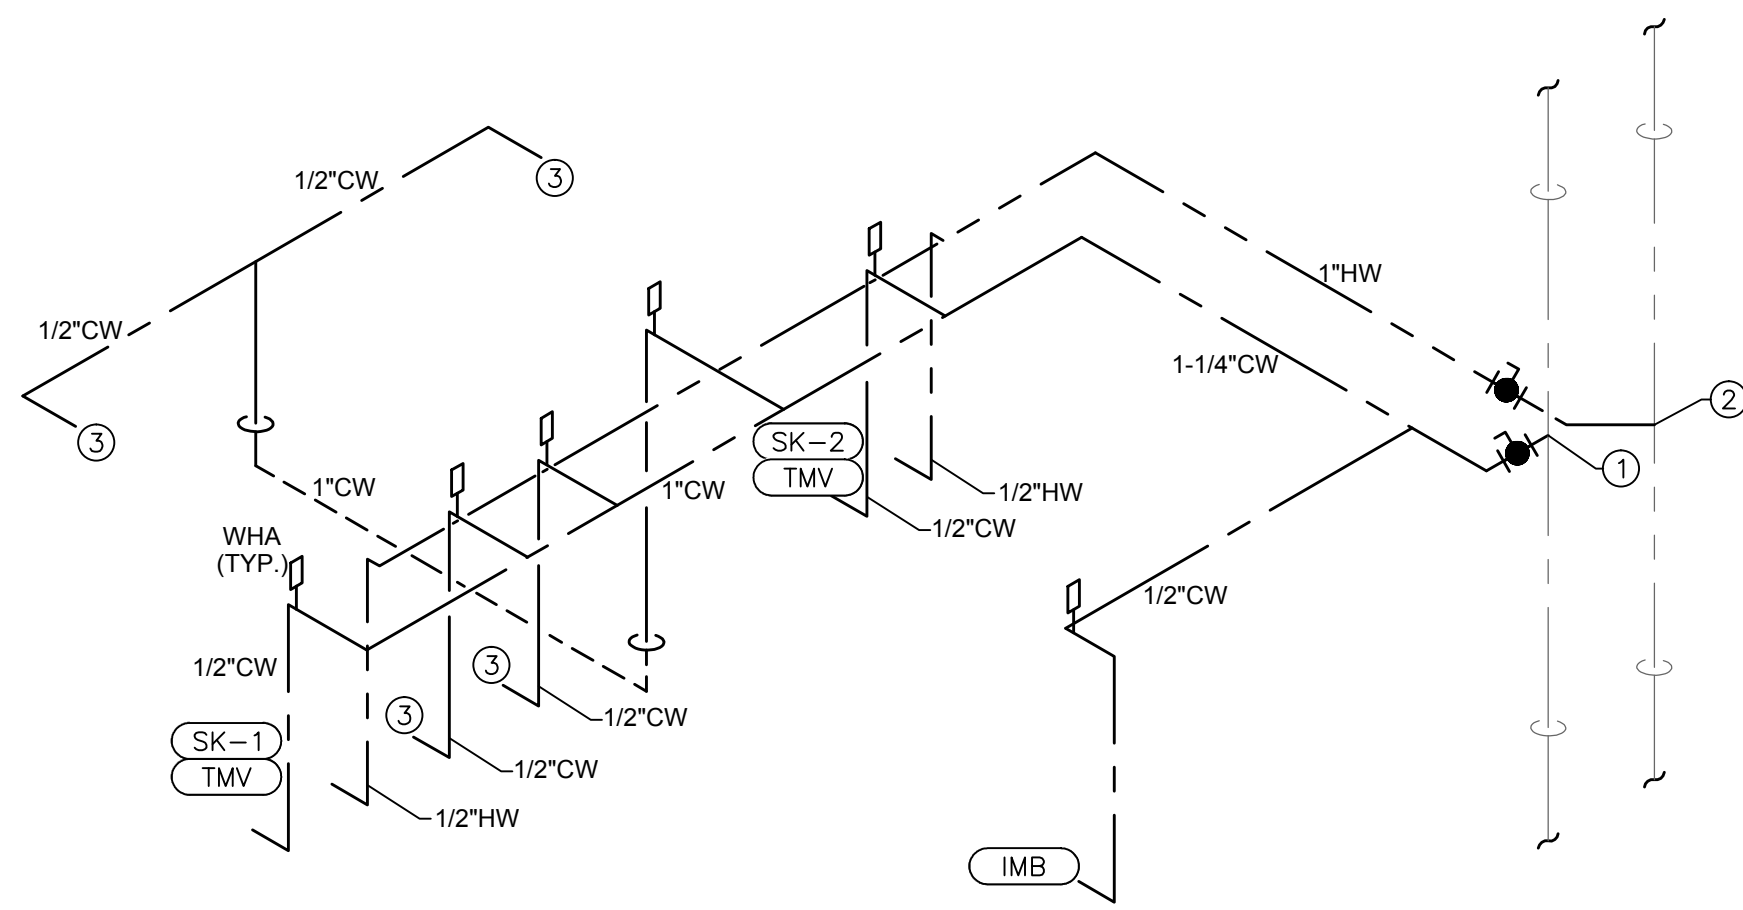 1/2"CW
3
1"HW
1/2"CW
1-1/4"CW
2
3
SK-2
TMV
1
1"CW
1"CW
1/2"HW
1/2"CW
WHA
(TYP.)
1/2"CW
1/2"CW
3
3
1/2"CW
SK-1
TMV
1/2"CW
1/2"HW
IMB